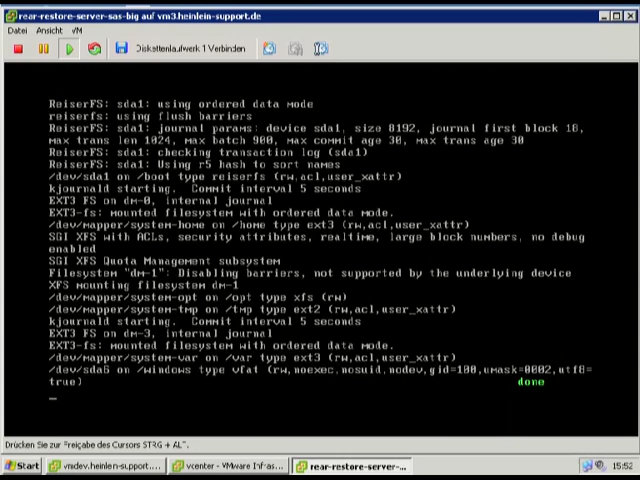 rear-restore-server-sas-big auf vm3.heinlein-support.de
Datei Ansicht VM
Diskettenlaufwerk 1 Verbinden
ReiserFS: sda1: using ordered data mode
reiserfs: using flush barriers
ReiserFS: sda1: journal params: device sda1, size 8192, journal first block 18,
max trans len 1024, max batch 900, max commit age 30, max trans age 30
ReiserFS: sda1: checking transaction log (sda1)
ReiserFS: sda1: Using r5 hash to sort names
/dev/sda1 on /boot type reiserfs (rw,acl,user_xattr)
kjournald starting.  Commit interval 5 seconds
EXT3 FS on dm-0, internal journal
EXT3-fs: mounted filesystem with ordered data mode.
/dev/mapper/system-home on /home type ext3 (rw,acl,user_xattr)
SGI XFS with ACLs, security attributes, realtime, large block numbers, no debug
enabled
SGI XFS Quota Management subsystem
Filesystem "dm-1": Disabling barriers, not supported by the underlying device
XFS mounting filesystem dm-1
/dev/mapper/system-opt on /opt type xfs (rw)
/dev/mapper/system-tmp on /tmp type ext2 (rw,acl,user_xattr)
kjournald starting.  Commit interval 5 seconds
EXT3 FS on dm-3, internal journal
EXT3-fs: mounted filesystem with ordered data mode.
/dev/mapper/system-var on /var type ext3 (rw,acl,user_xattr)
/dev/sda5 on /windows type vfat (rw,noexec,nosuid,nodev,gid=100,umask=0002,utf8=
true) done
Drücken Sie zur Freigabe des Cursors STRG + ALT.
Start vmdev.heinlein-support.... vcenter - VMware Infras... rear-restore-server-... 15:52